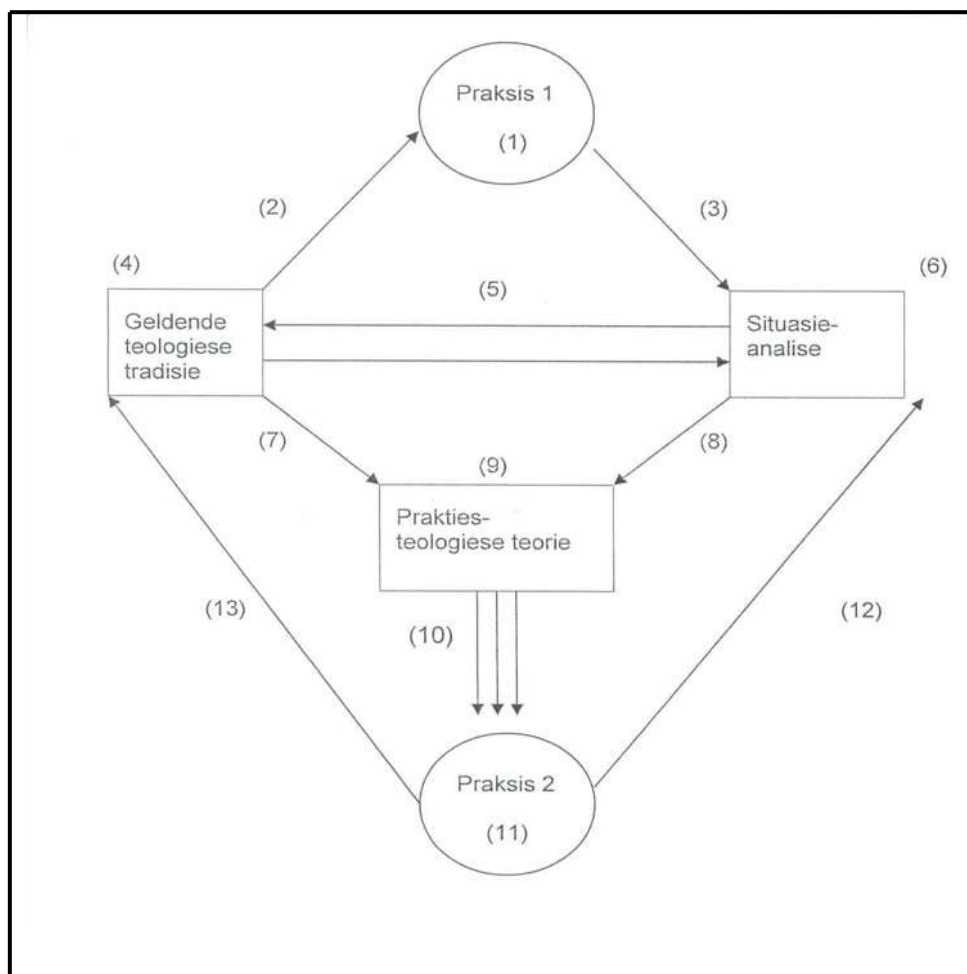 Praksis 1
(1)
(2)
(3)
(4)
(5)
(6)
Geldende
teologiese
tradisie
Situasie-
analise
(7)
(8)
(9)
Prakties-
teologiese teorie
(10)
(12)
(13)
Praksis 2
(11)